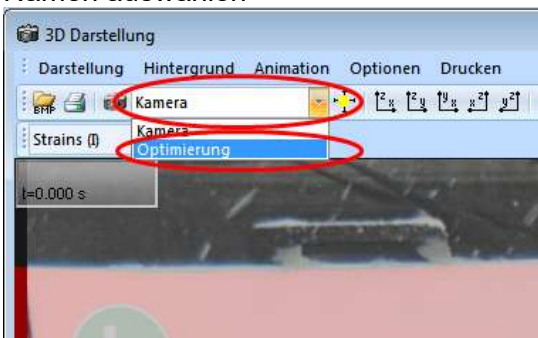 3D Darstellung
Darstellung Hintergrund Animation Optionen Drucken
BMP Kamera
Strains (I) Kamera
Optimierung
t=0.000 s